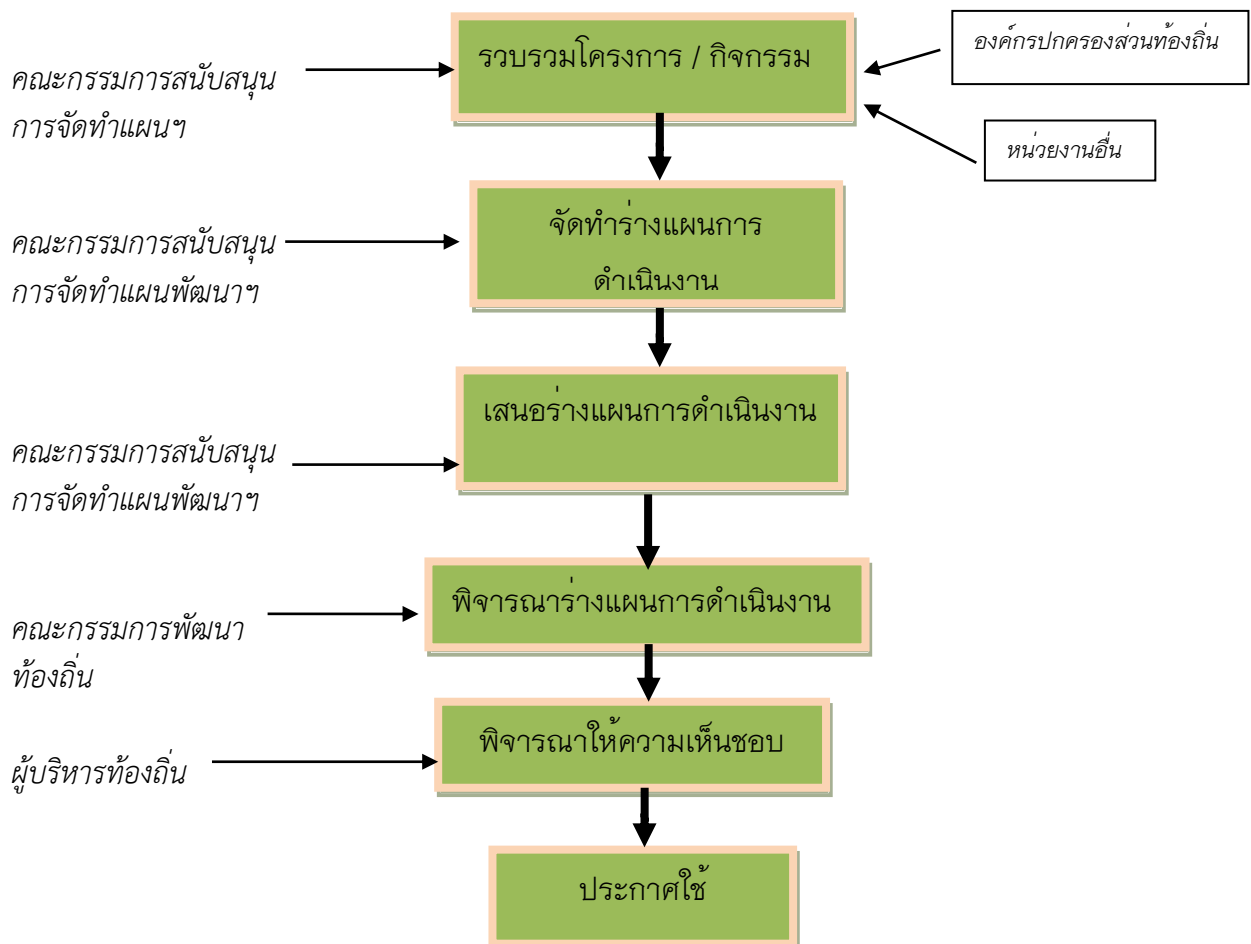 องค์กรปกครองส่วนท้องถิ่น
รวบรวมโครงการ / กิจกรรม
คณะกรรมการสนับสนุน
การจัดทำแผนฯ
หน่วยงานอื่น
จัดทำร่างแผนการ
ดำเนินงาน
คณะกรรมการสนับสนุน
การจัดทำแผนพัฒนาฯ
เสนอร่างแผนการดำเนินงาน
คณะกรรมการสนับสนุน
การจัดทำแผนพัฒนาฯ
พิจารณาร่างแผนการดำเนินงาน
คณะกรรมการพัฒนา
ท้องถิ่น
พิจารณาให้ความเห็นชอบ
ผู้บริหารท้องถิ่น
ประกาศใช้